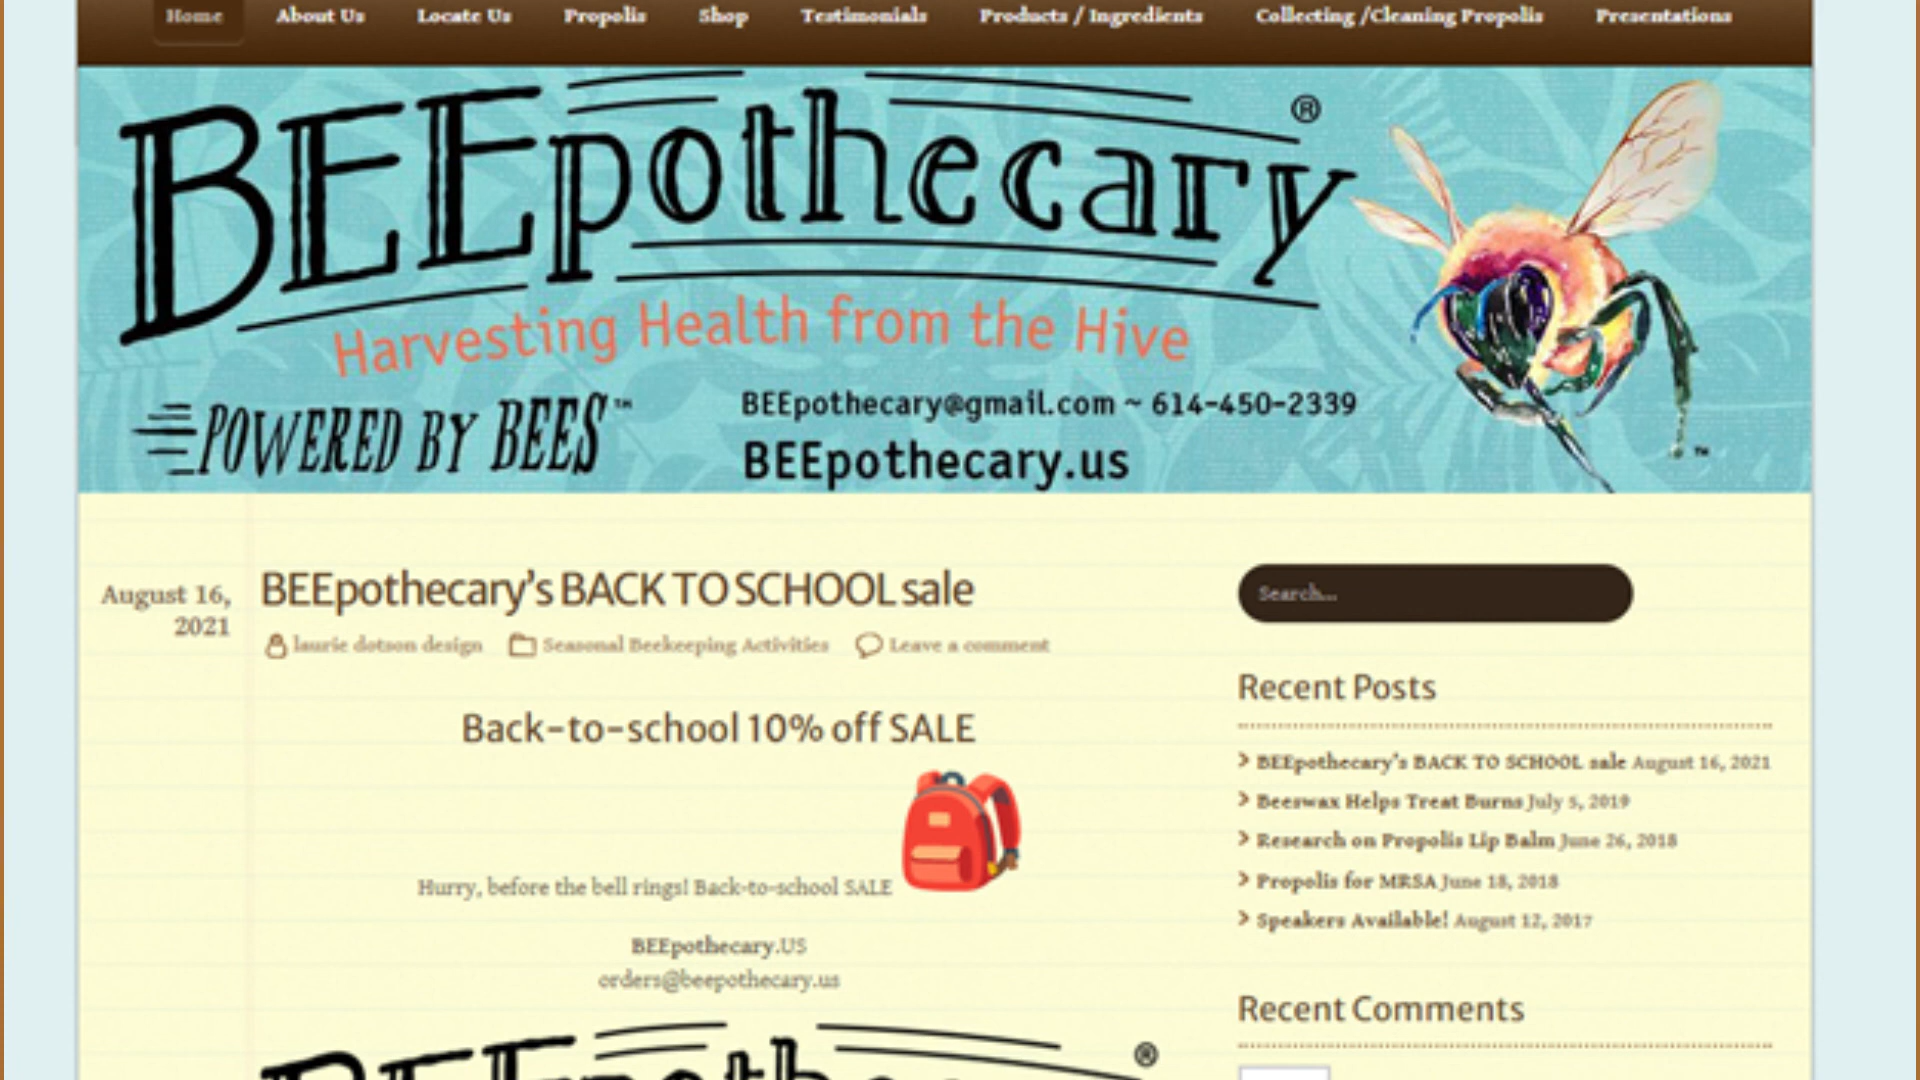 Home About Us Locate Us Propolis Shop Testimonials Products / Ingredients Collecting /Cleaning Propolis Presentations
BEEpothecary®
Harvesting Health from the Hive
POWERED BY BEES™
BEEpothecary@gmail.com ~ 614-450-2339
BEEpothecary.us
™
August 16,
2021
BEEpothecary's BACK TO SCHOOL sale
laurie dotson design Seasonal Beekeeping Activities Leave a comment
Back-to-school 10% off SALE
Hurry, before the bell rings! Back-to-school SALE
BEEpothecary.US
orders@beepothecary.us
BEEpothecary®
Search...
Recent Posts
BEEpothecary's BACK TO SCHOOL sale August 16, 2021
Beeswax Helps Treat Burns July 5, 2019
Research on Propolis Lip Balm June 26, 2018
Propolis for MRSA June 18, 2018
Speakers Available! August 12, 2017
Recent Comments